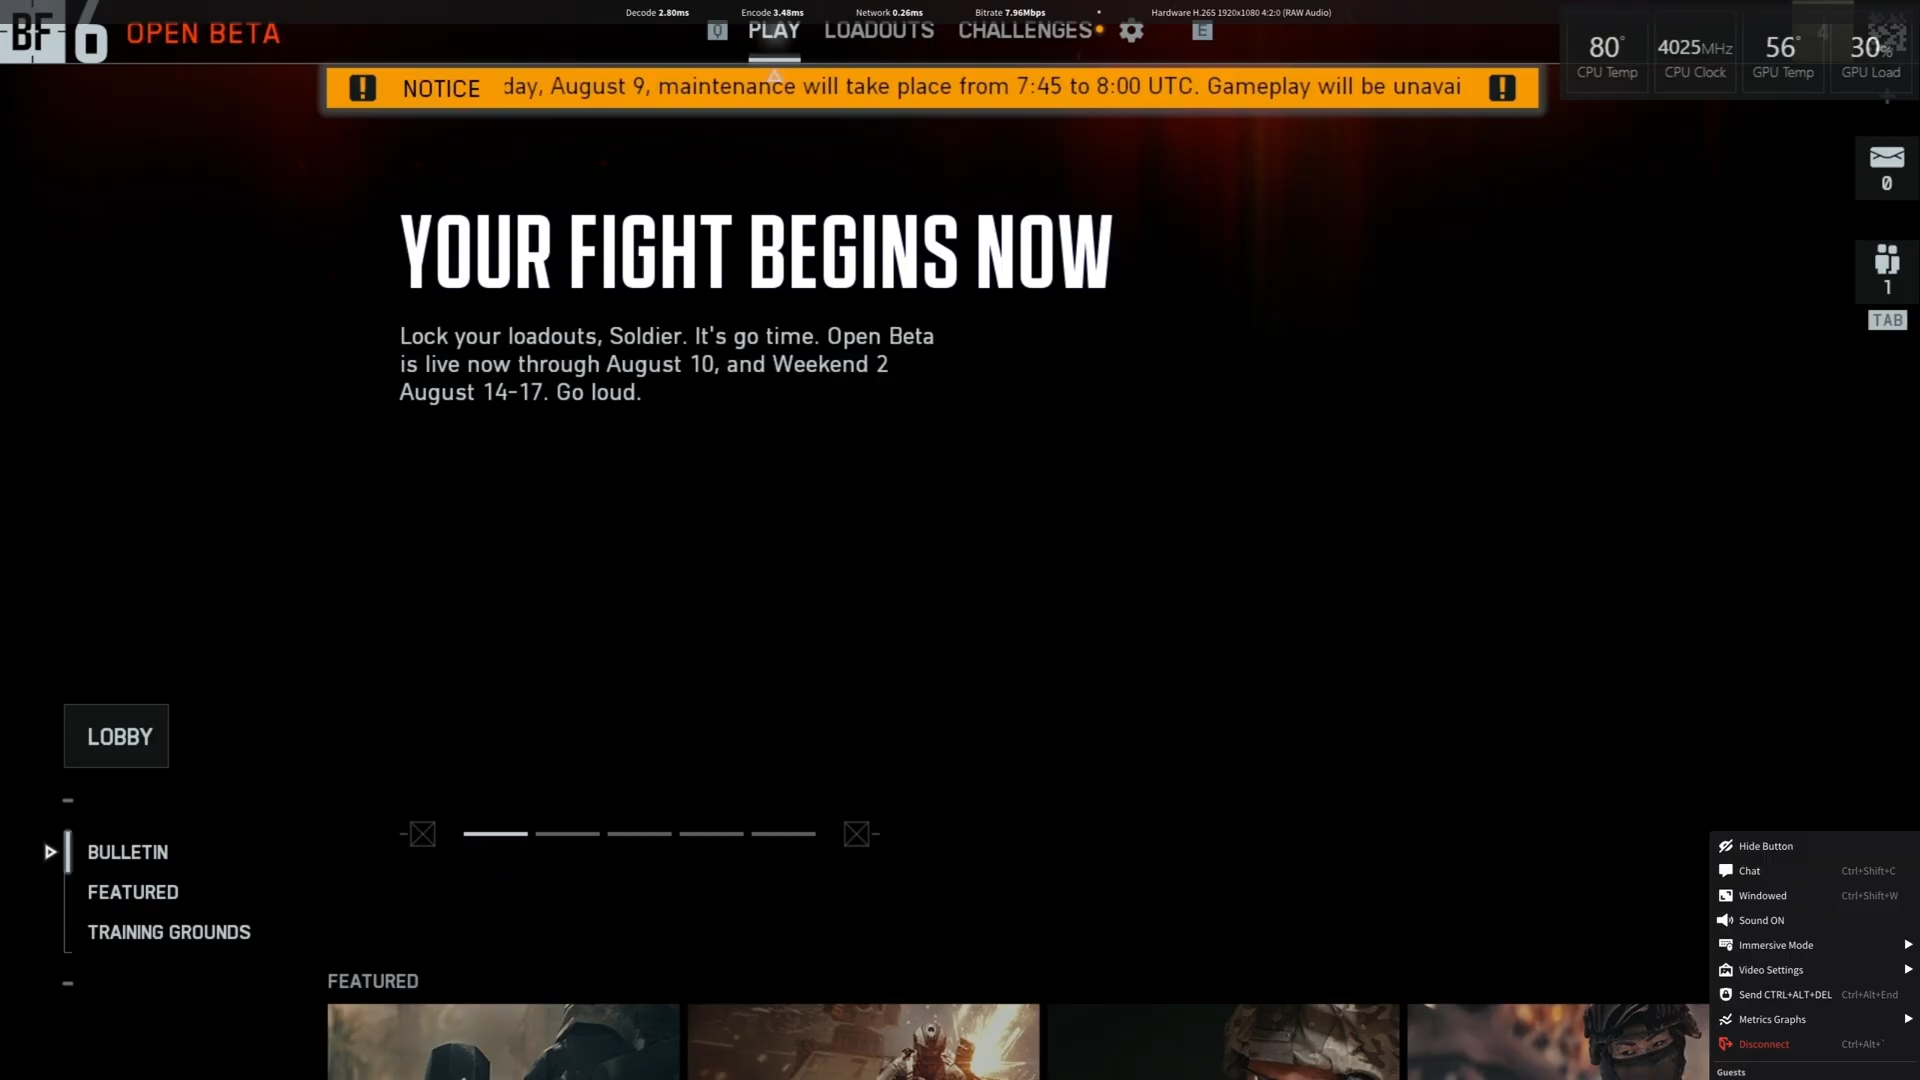 Decode 2.80ms Encode 3.48ms Network 0.26ms Bitrate 7.96Mbps • Hardware H.265 1920x1080 4:2:0 (RAW Audio)
BF 6 OPEN BETA
Q PLAY LOADOUTS CHALLENGES E
80° 4025MHz 56° 30%
CPU Temp CPU Clock GPU Temp GPU Load
NOTICE day, August 9, maintenance will take place from 7:45 to 8:00 UTC. Gameplay will be unavai
0
1
TAB
YOUR FIGHT BEGINS NOW
Lock your loadouts, Soldier. It's go time. Open Beta
is live now through August 10, and Weekend 2
August 14-17. Go loud.
LOBBY
BULLETIN
FEATURED
TRAINING GROUNDS
FEATURED
Hide Button
Chat Ctrl+Shift+C
Windowed Ctrl+Shift+W
Sound ON
Immersive Mode
Video Settings
Send CTRL+ALT+DEL Ctrl+Alt+End
Metrics Graphs
Disconnect Ctrl+Alt+`
Guests